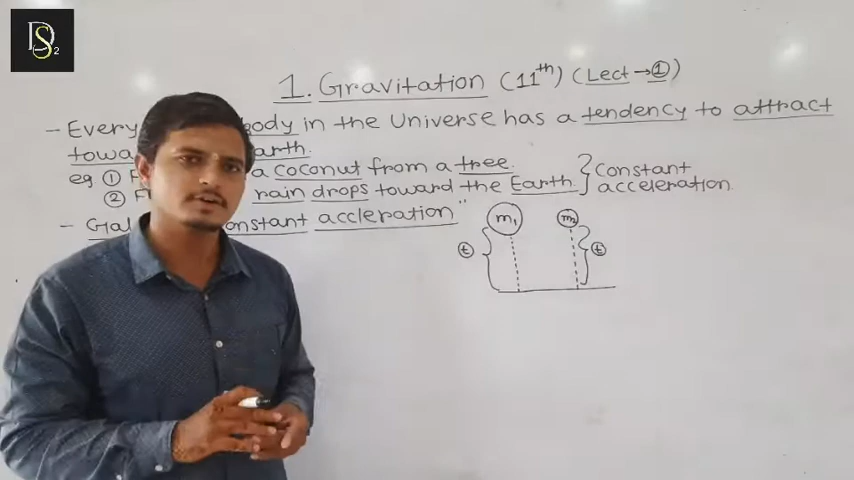 DS2
1. Gravitation (11th) (Lect → 1)
- Every body in the Universe has a tendency to attract
towa arth.
eg 1 F a coconut from a tree.
2 F rain drops toward the Earth
Constant
acceleration
- Gal onstant accleration"
m1 m2
t t